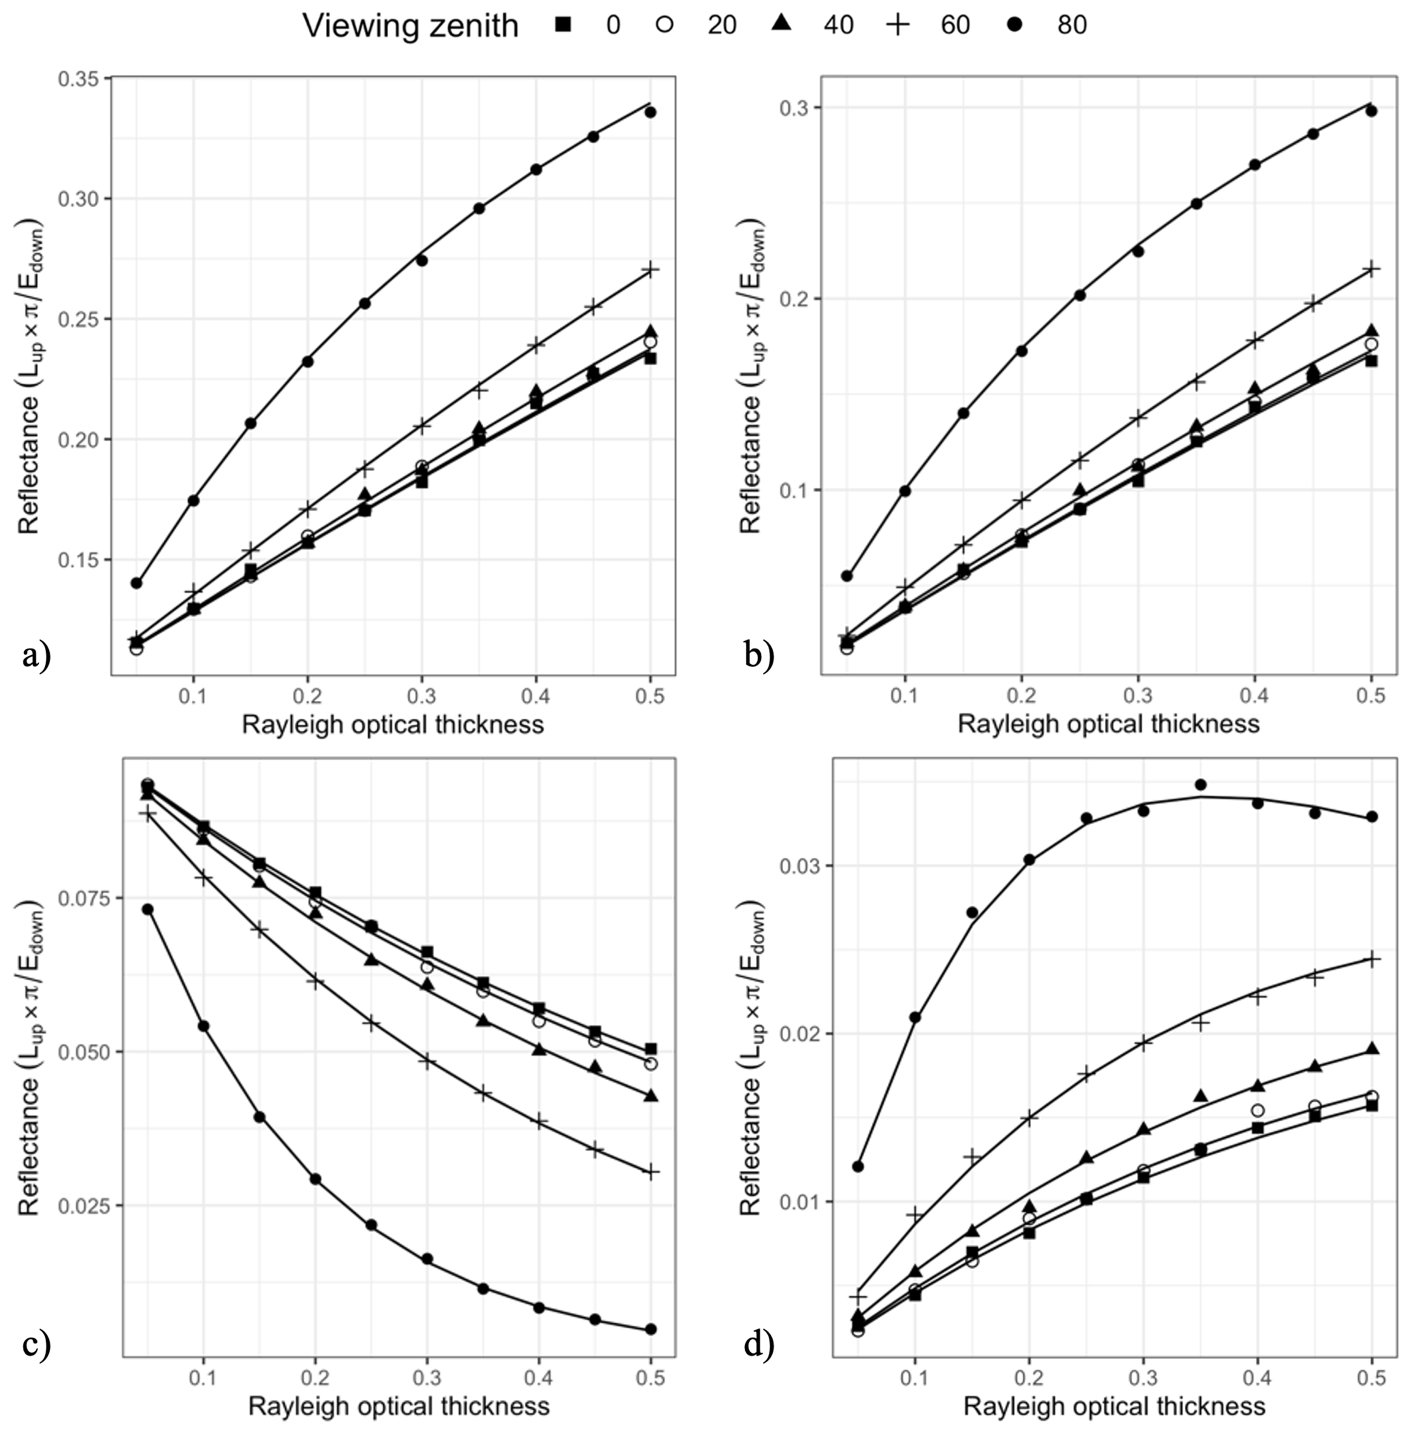 Viewing zenith 0 20 40 60 80
0.35
0.30
0.25
0.20
0.15
Reflectance (Lup × π/Edown)
0.1 0.2 0.3 0.4 0.5
Rayleigh optical thickness
a)
0.3
0.2
0.1
Reflectance (Lup × π/Edown)
0.1 0.2 0.3 0.4 0.5
Rayleigh optical thickness
b)
0.075
0.050
0.025
Reflectance (Lup × π/Edown)
0.1 0.2 0.3 0.4 0.5
Rayleigh optical thickness
c)
0.03
0.02
0.01
Reflectance (Lup × π/Edown)
0.1 0.2 0.3 0.4 0.5
Rayleigh optical thickness
d)